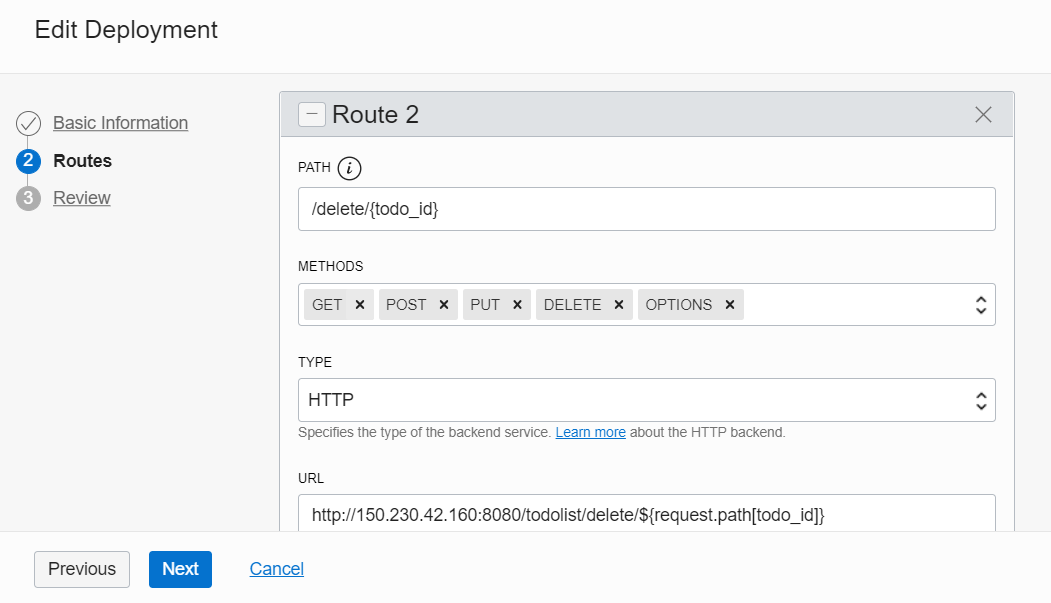 Edit Deployment
Basic Information
2 Routes
3 Review
Route 2
PATH i
/delete/{todo_id}
METHODS
GET × POST × PUT × DELETE × OPTIONS ×
TYPE
HTTP
Specifies the type of the backend service. Learn more about the HTTP backend.
URL
http://150.230.42.160:8080/todolist/delete/${request.path[todo_id]}
Previous Next Cancel